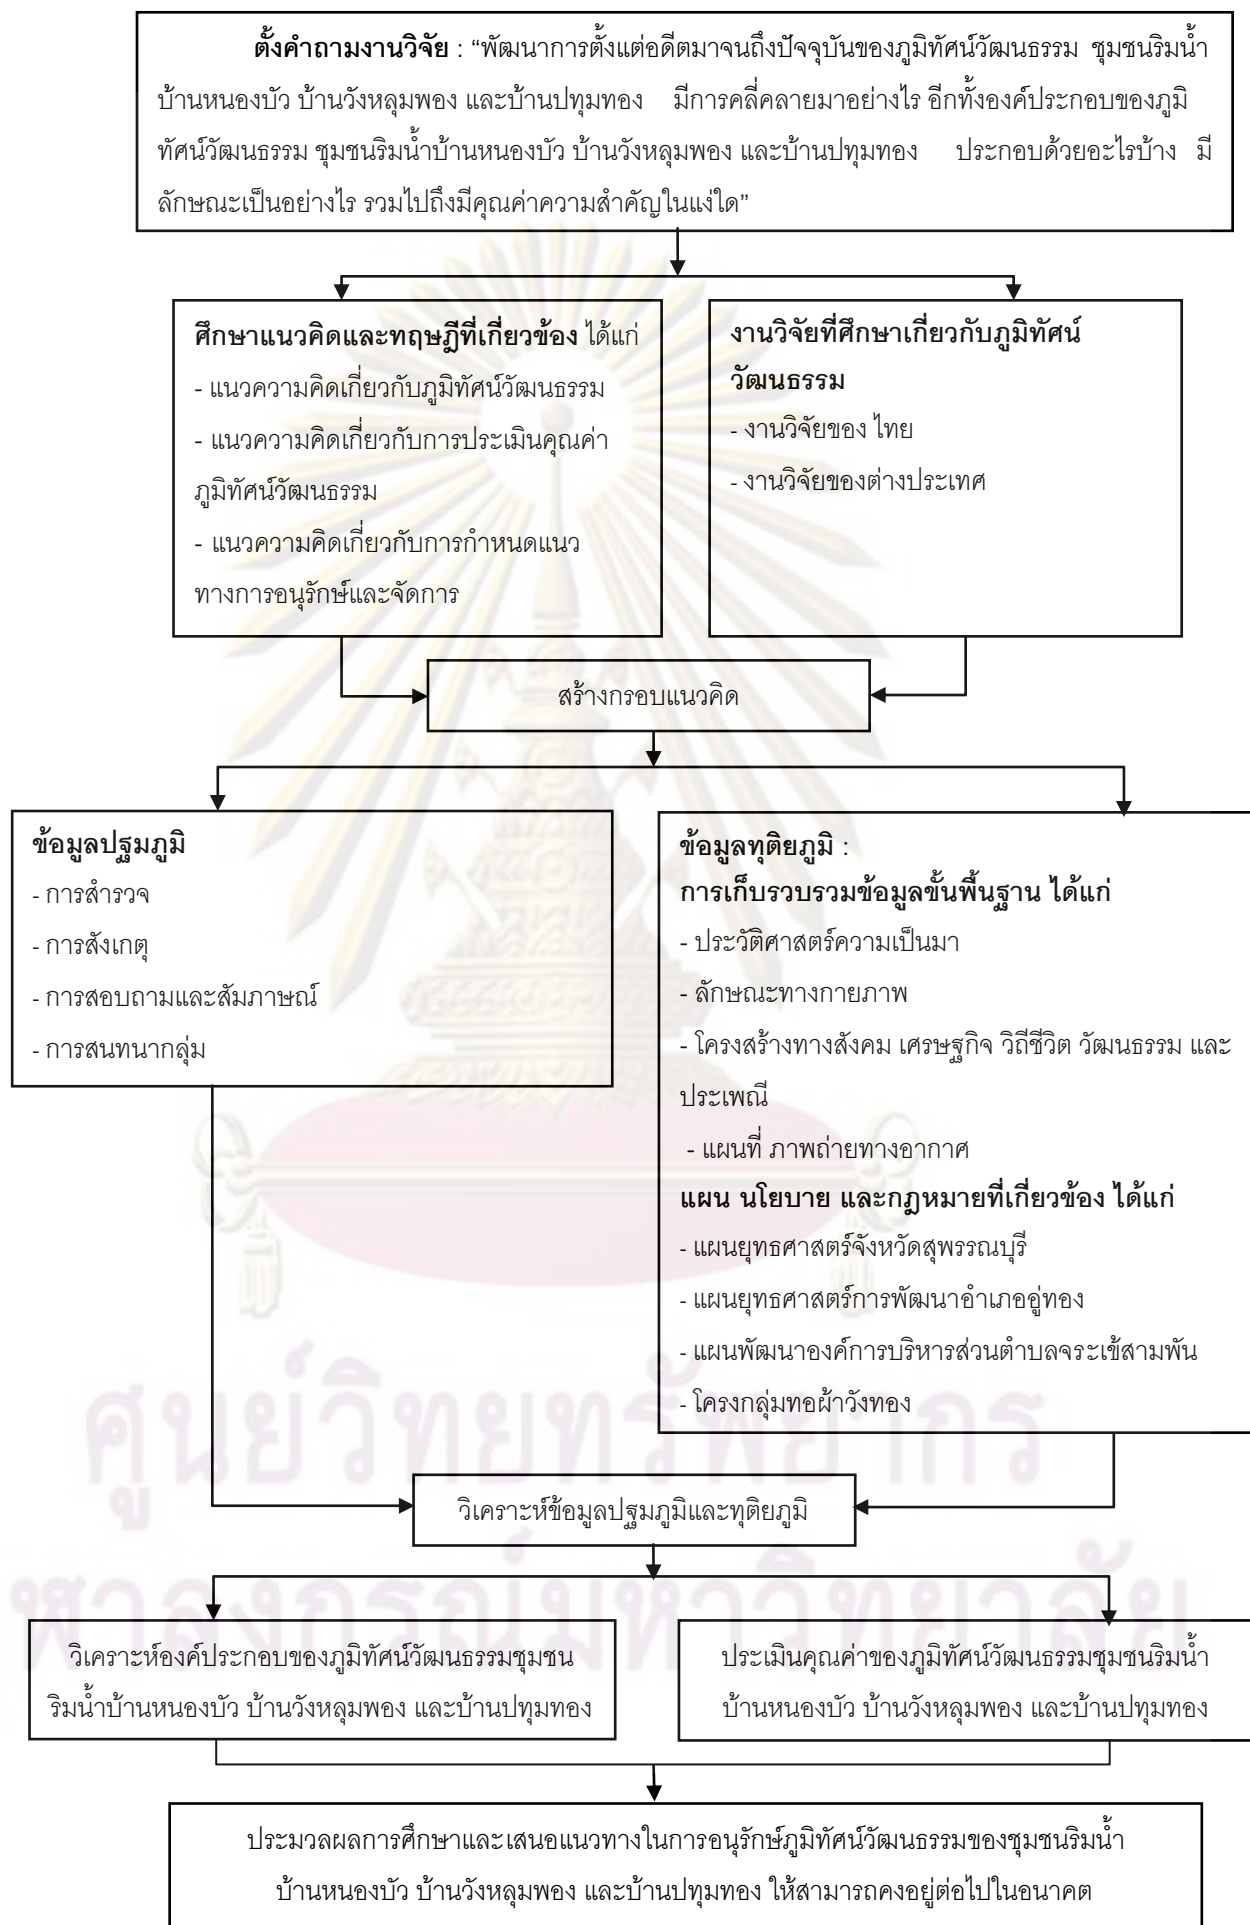 ตั้งคำถามงานวิจัย : “พัฒนาการตั้งแต่อดีตมาจนถึงปัจจุบันของภูมิทัศน์วัฒนธรรม ชุมชนริมน้ำ
บ้านหนองบัว บ้านวังหลุมพอง และบ้านปทุมทอง มีการคลี่คลายมาอย่างไร อีกทั้งองค์ประกอบของภูมิ
ทัศน์วัฒนธรรม ชุมชนริมน้ำบ้านหนองบัว บ้านวังหลุมพอง และบ้านปทุมทอง ประกอบด้วยอะไรบ้าง มี
ลักษณะเป็นอย่างไร รวมไปถึงมีคุณค่าความสำคัญในแง่ใด”
ศึกษาแนวคิดและทฤษฎีที่เกี่ยวข้อง ได้แก่
- แนวความคิดเกี่ยวกับภูมิทัศน์วัฒนธรรม
- แนวความคิดเกี่ยวกับการประเมินคุณค่า
ภูมิทัศน์วัฒนธรรม
- แนวความคิดเกี่ยวกับการกำหนดแนว
ทางการอนุรักษ์และจัดการ
งานวิจัยที่ศึกษาเกี่ยวกับภูมิทัศน์
วัฒนธรรม
- งานวิจัยของ ไทย
- งานวิจัยของต่างประเทศ
สร้างกรอบแนวคิด
ข้อมูลปฐมภูมิ
- การสำรวจ
- การสังเกตุ
- การสอบถามและสัมภาษณ์
- การสนทนากลุ่ม
ข้อมูลทุติยภูมิ :
การเก็บรวบรวมข้อมูลขั้นพื้นฐาน ได้แก่
- ประวัติศาสตร์ความเป็นมา
- ลักษณะทางกายภาพ
- โครงสร้างทางสังคม เศรษฐกิจ วิถีชีวิต วัฒนธรรม และ
ประเพณี
- แผนที่ ภาพถ่ายทางอากาศ
แผน นโยบาย และกฎหมายที่เกี่ยวข้อง ได้แก่
- แผนยุทธศาสตร์จังหวัดสุพรรณบุรี
- แผนยุทธศาสตร์การพัฒนาอำเภออู่ทอง
- แผนพัฒนาองค์การบริหารส่วนตำบลจระเข้สามพัน
- โครงกลุ่มทอผ้าวังทอง
วิเคราะห์ข้อมูลปฐมภูมิและทุติยภูมิ
วิเคราะห์องค์ประกอบของภูมิทัศน์วัฒนธรรมชุมชน
ริมน้ำบ้านหนองบัว บ้านวังหลุมพอง และบ้านปทุมทอง
ประเมินคุณค่าของภูมิทัศน์วัฒนธรรมชุมชนริมน้ำ
บ้านหนองบัว บ้านวังหลุมพอง และบ้านปทุมทอง
ประมวลผลการศึกษาและเสนอแนวทางในการอนุรักษ์ภูมิทัศน์วัฒนธรรมของชุมชนริมน้ำ
บ้านหนองบัว บ้านวังหลุมพอง และบ้านปทุมทอง ให้สามารถคงอยู่ต่อไปในอนาคต
ศูนย์วิทยทรัพยากร
ฬาลงกรณ์มหาวิทยาลัย